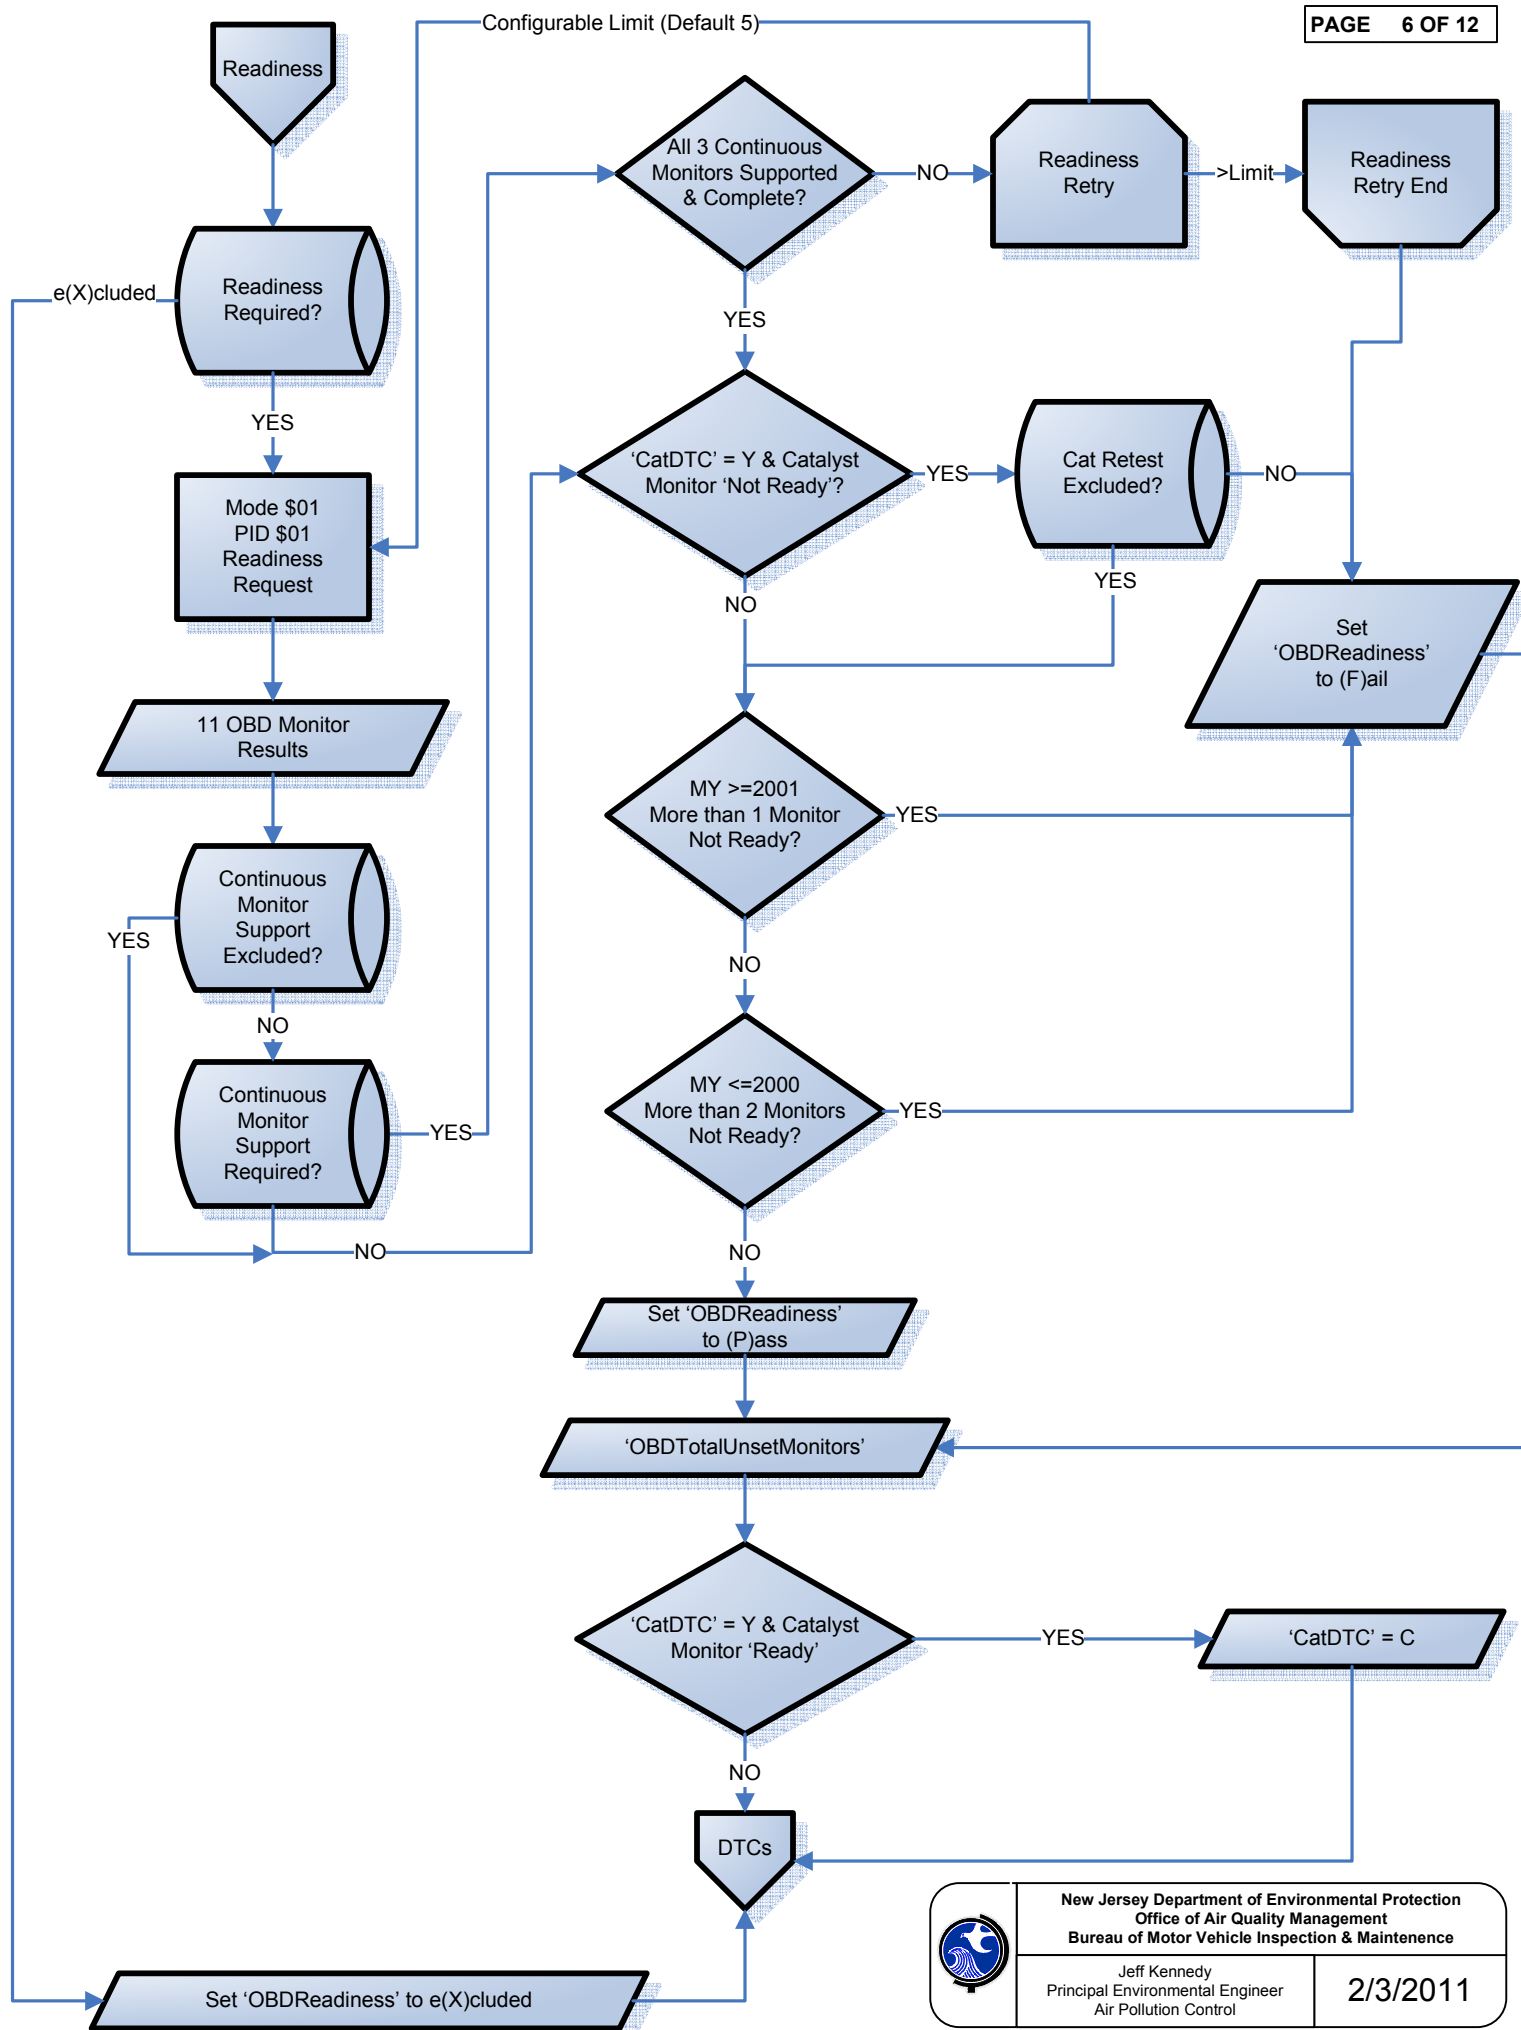 PAGE 6 OF 12
Configurable Limit (Default 5)
Readiness
All 3 Continuous
Monitors Supported
& Complete?
NO
Readiness
Retry
>Limit
Readiness
Retry End
e(X)cluded
Readiness
Required?
YES
YES
Mode $01
PID $01
Readiness
Request
'CatDTC' = Y & Catalyst
Monitor 'Not Ready'?
YES
Cat Retest
Excluded?
NO
YES
NO
Set
'OBDReadiness'
to (F)ail
11 OBD Monitor
Results
MY >=2001
More than 1 Monitor
Not Ready?
YES
Continuous
Monitor
Support
Excluded?
YES
NO
NO
Continuous
Monitor
Support
Required?
YES
NO
MY <=2000
More than 2 Monitors
Not Ready?
YES
NO
Set 'OBDReadiness'
to (P)ass
'OBDTotalUnsetMonitors'
'CatDTC' = Y & Catalyst
Monitor 'Ready'
YES
'CatDTC' = C
NO
DTCs
Set 'OBDReadiness' to e(X)cluded
New Jersey Department of Environmental Protection
Office of Air Quality Management
Bureau of Motor Vehicle Inspection & Maintenence
Jeff Kennedy
Principal Environmental Engineer
Air Pollution Control
2/3/2011